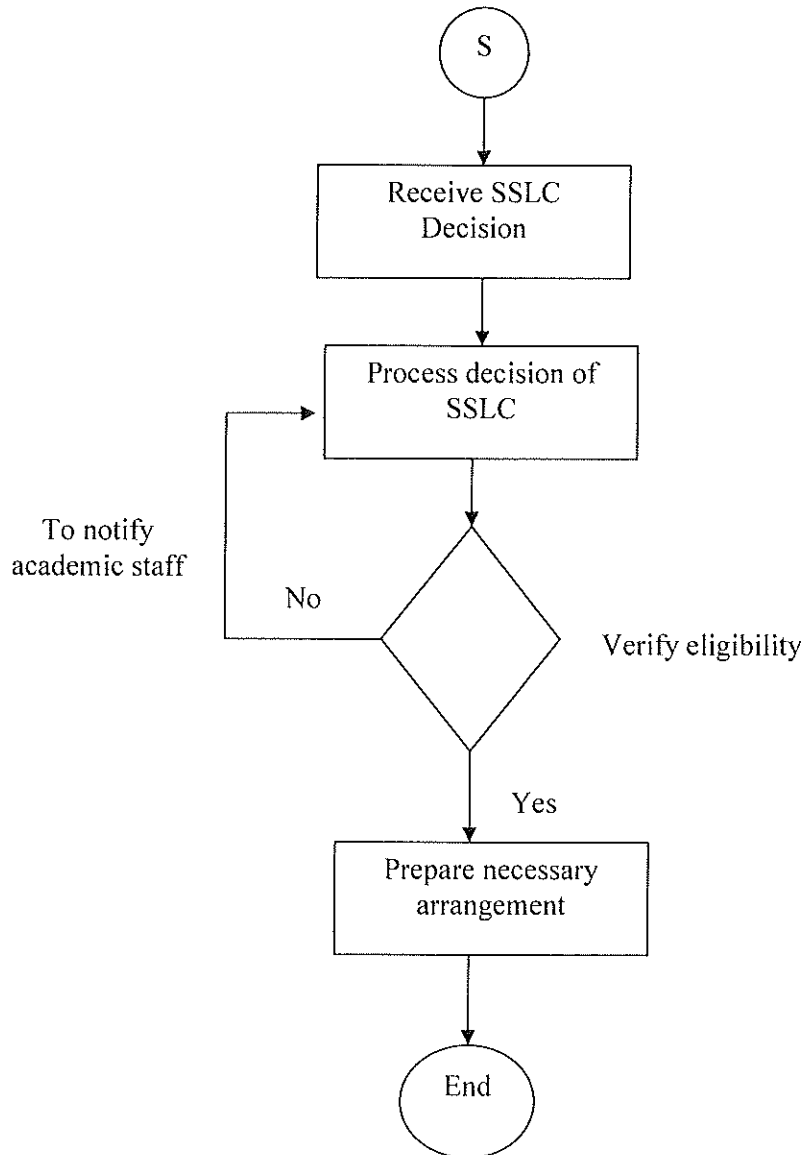 S
Receive SSLC
Decision
Process decision of
SSLC
To notify
academic staff
No
Verify eligibility
Yes
Prepare necessary
arrangement
End